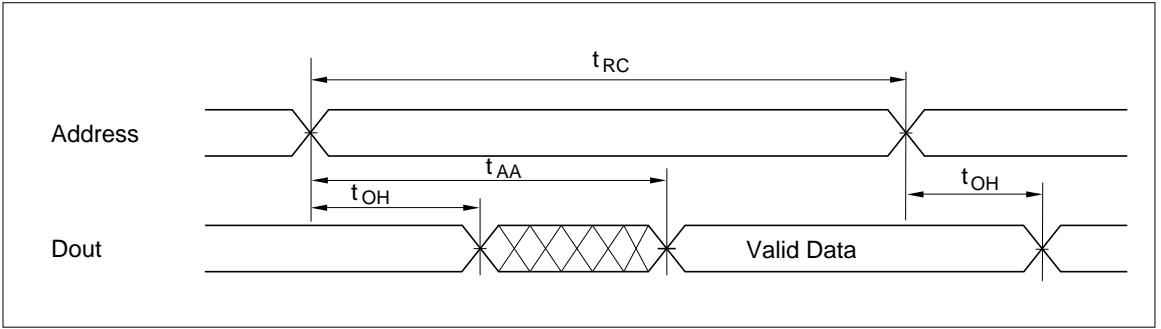 tRC
Address
tAA
tOH
tOH
Dout
Valid Data